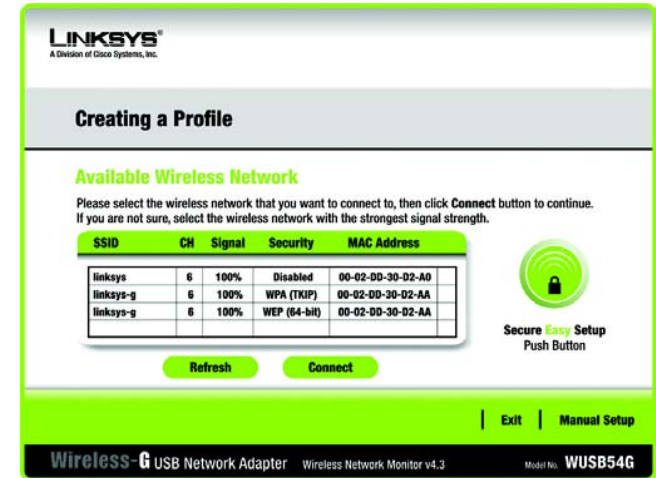 LINKSYS®
A Division of Cisco Systems, Inc.
Creating a Profile
Available Wireless Network
Please select the wireless network that you want to connect to, then click Connect button to continue.
If you are not sure, select the wireless network with the strongest signal strength.
SSID CH Signal Security MAC Address
linksys 6 100% Disabled 00-02-DD-30-D2-A0
linksys-g 6 100% WPA (TKIP) 00-02-DD-30-D2-AA
linksys-g 6 100% WEP (64-bit) 00-02-DD-30-D2-AA
Secure Easy Setup
Push Button
Refresh Connect
Exit Manual Setup
Wireless-G USB Network Adapter Wireless Network Monitor v4.3 Model No. WUSB54G